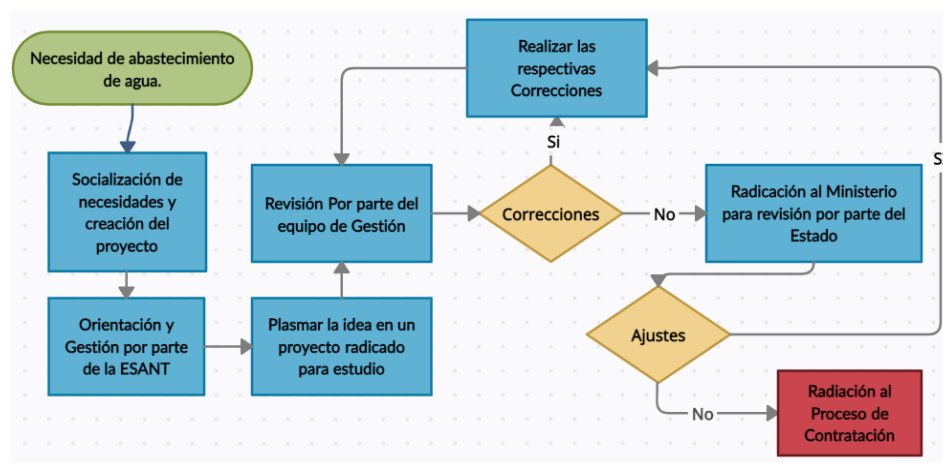 Necesidad de abastecimiento
de agua.
Socialización de
necesidades y
creación del
proyecto
Orientación y
Gestión por parte
de la ESANT
Plasmar la idea en un
proyecto radicado
para estudio
Revisión Por parte del
equipo de Gestión
Correcciones
Si
Realizar las
respectivas
Correcciones
No
Radicación al Ministerio
para revisión por parte del
Estado
Ajustes
No
Radiación al
Proceso de
Contratación